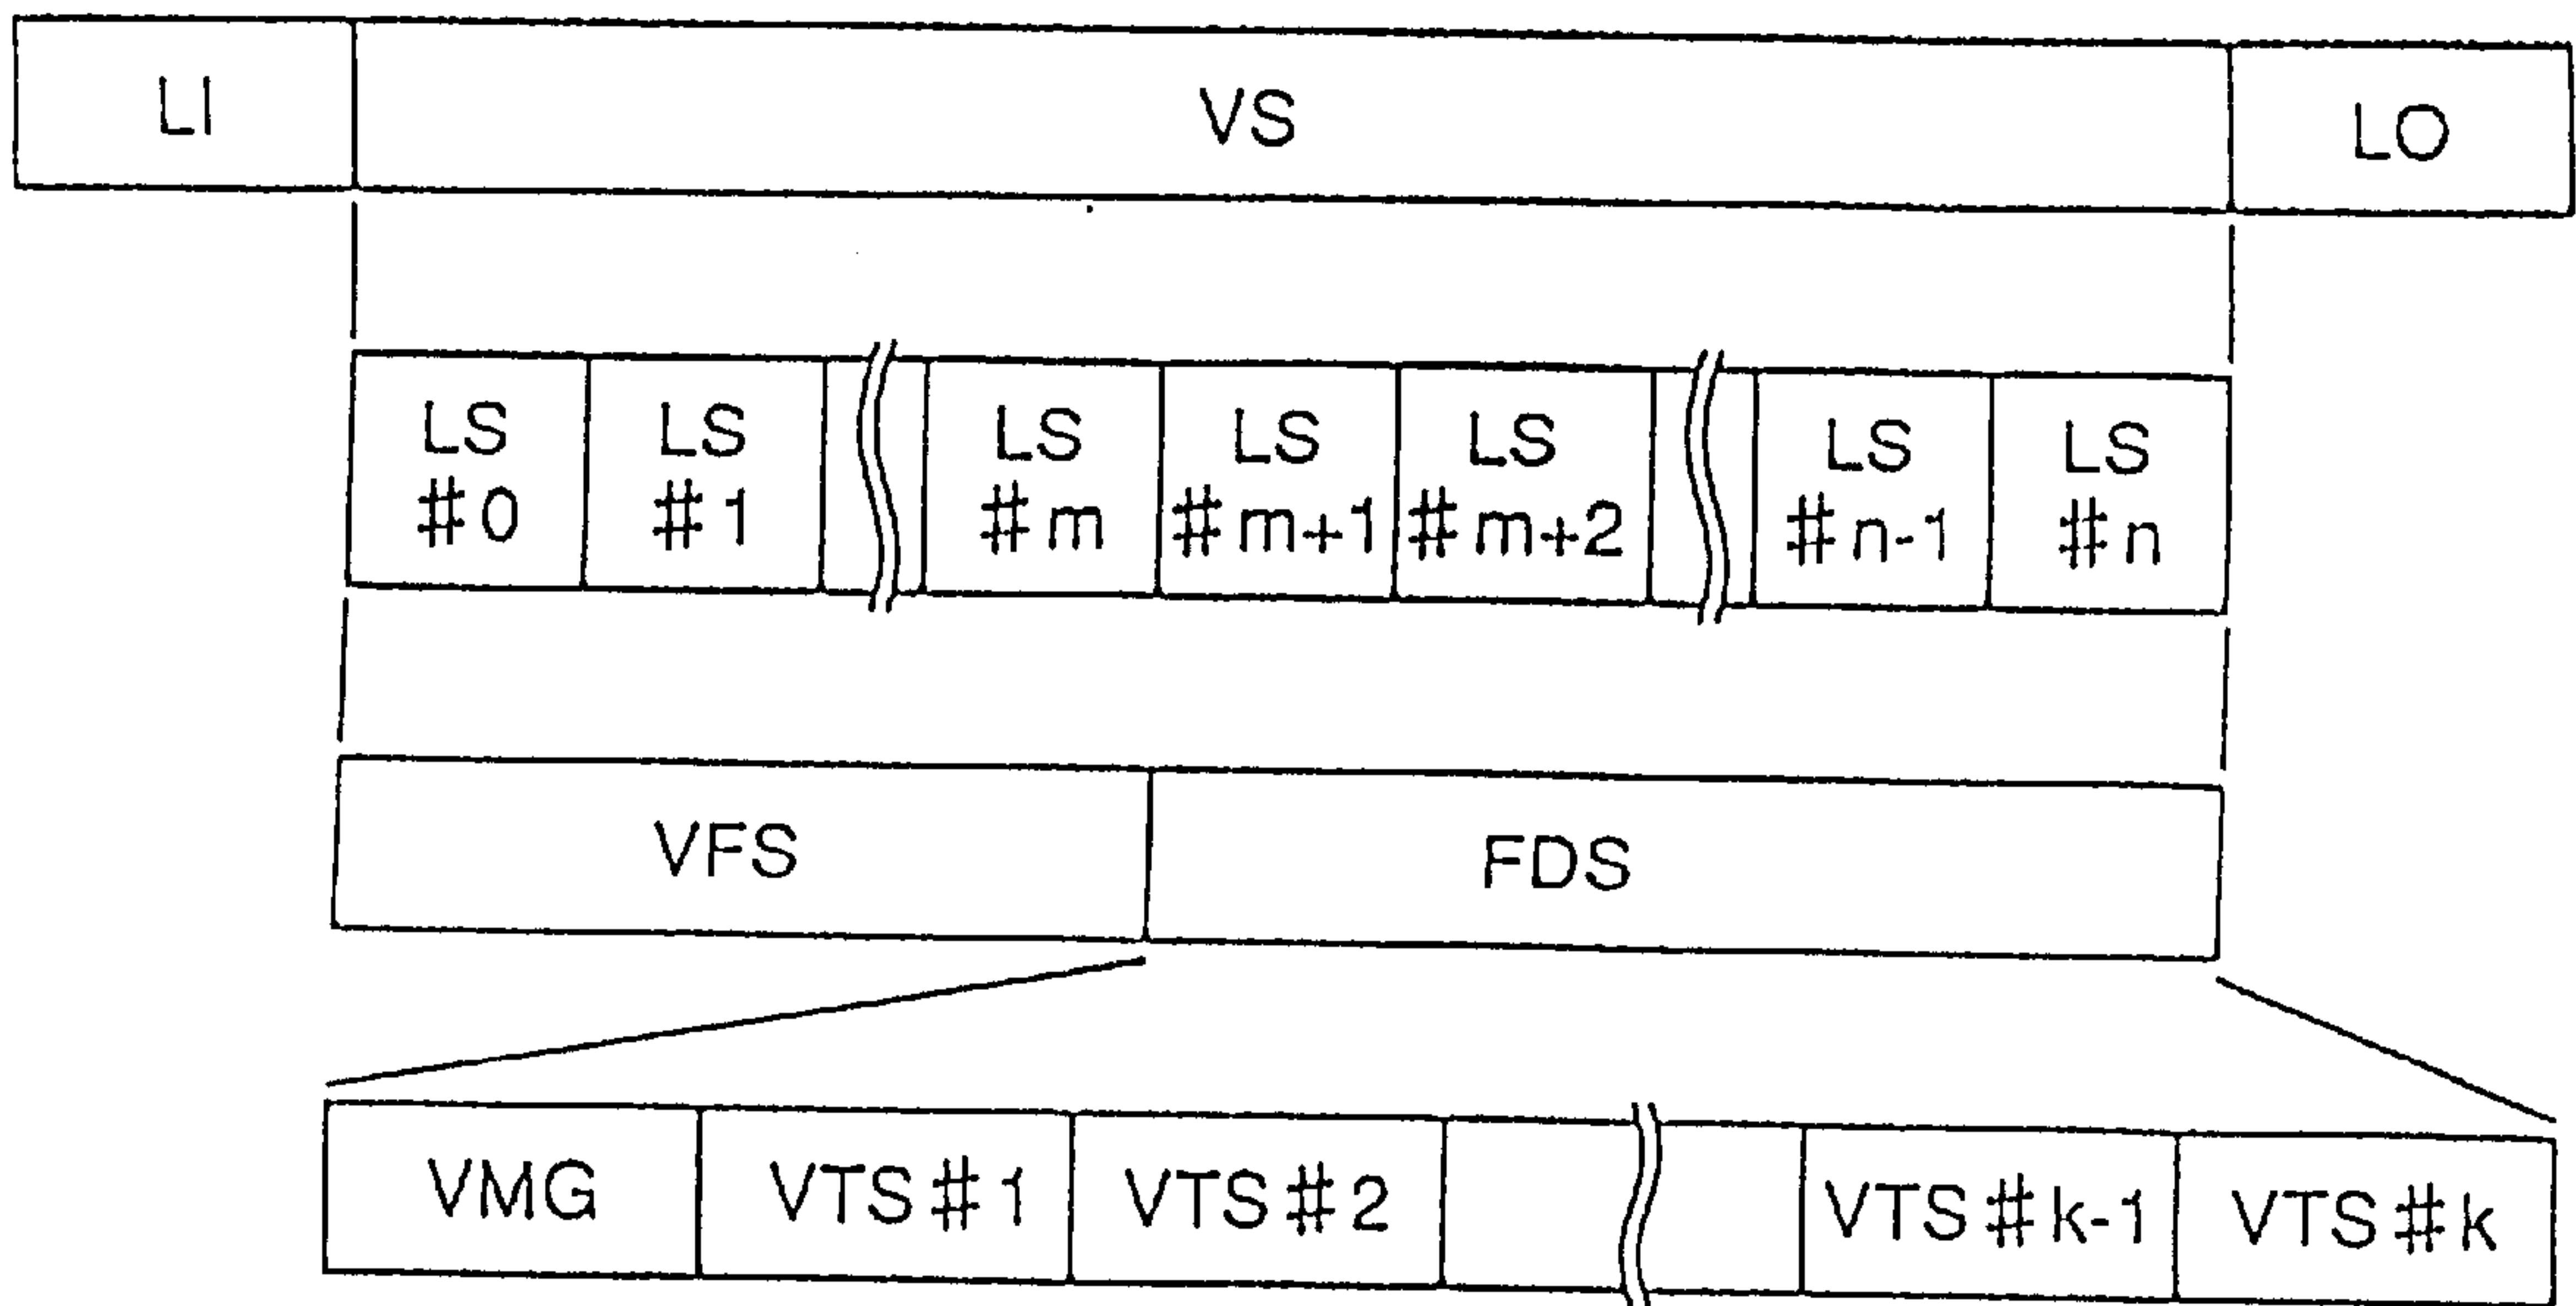 LI VS LO
LS LS LS LS LS LS LS
#0 #1 #m #m+1 #m+2 #n-1 #n
VFS FDS
VMG VTS#1 VTS#2 VTS#k-1 VTS#k